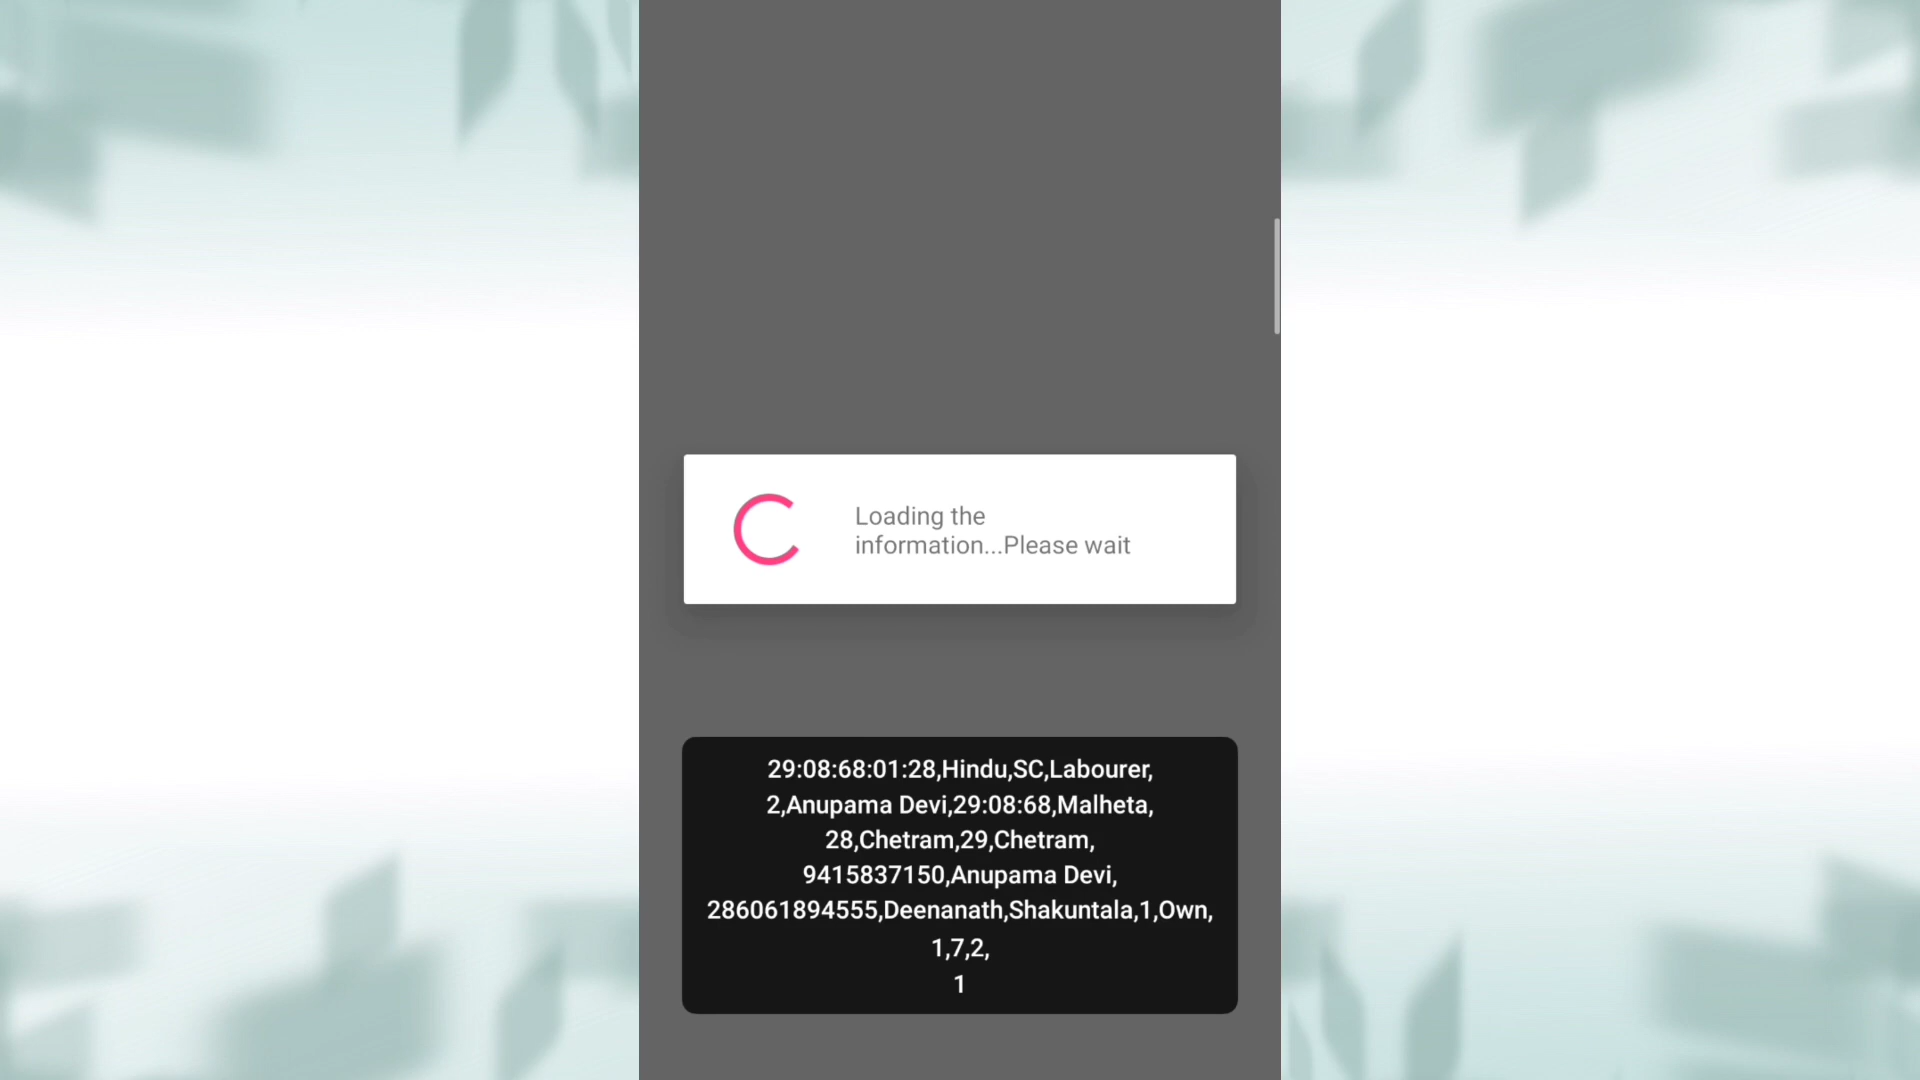 Loading the
information...Please wait
29:08:68:01:28,Hindu,SC,Labourer,
2,Anupama Devi,29:08:68,Malheta,
28,Chetram,29,Chetram,
9415837150,Anupama Devi,
286061894555,Deenanath,Shakuntala,1,Own,
1,7,2,
1